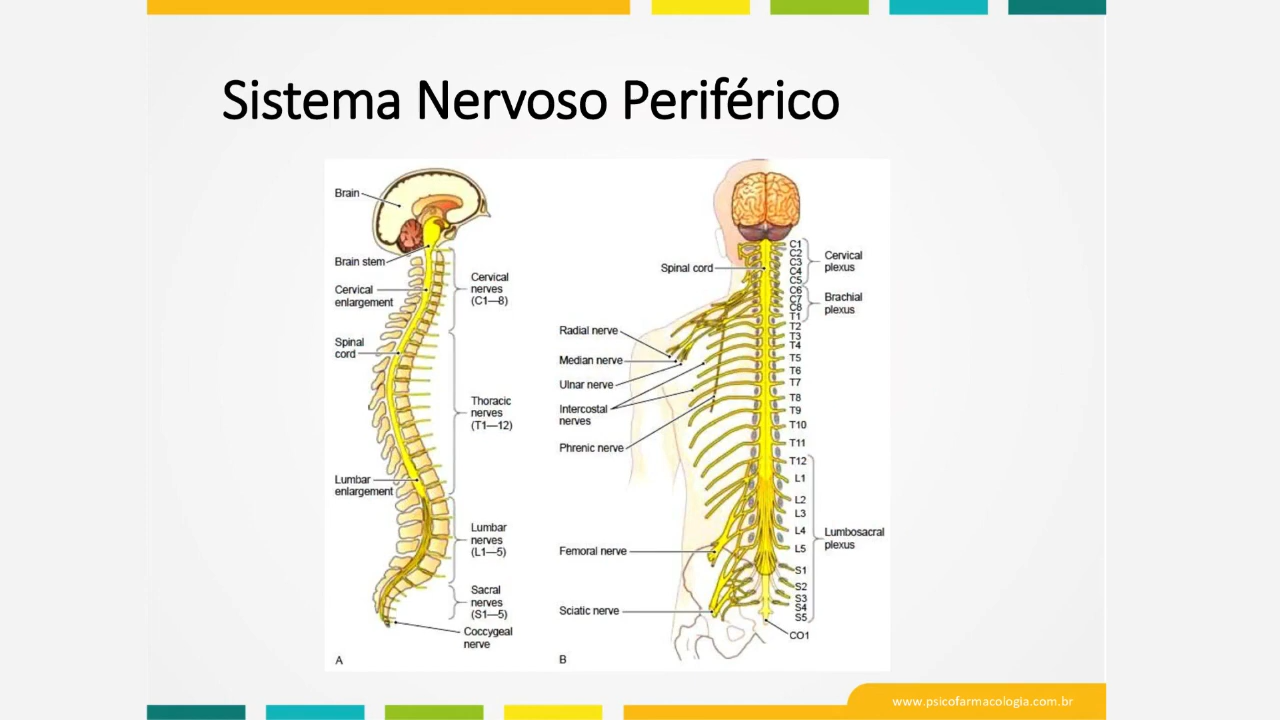 Sistema Nervoso Periférico
Brain
Brain stem
Cervical
enlargement
Spinal
cord
Lumbar
enlargement
Cervical
nerves
(C1—8)
Thoracic
nerves
(T1—12)
Lumbar
nerves
(L1—5)
Sacral
nerves
(S1—5)
Coccygeal
nerve
A
Spinal cord
Radial nerve
Median nerve
Ulnar nerve
Intercostal
nerves
Phrenic nerve
Femoral nerve
Sciatic nerve
B
C1
C2
C3
C4
C5
C6
C7
C8
T1
T2
T3
T4
T5
T6
T7
T8
T9
T10
T11
T12
L1
L2
L3
L4
L5
S1
S2
S3
S4
S5
CO1
Cervical
plexus
Brachial
plexus
Lumbosacral
plexus
www.psicofarmacologia.com.br